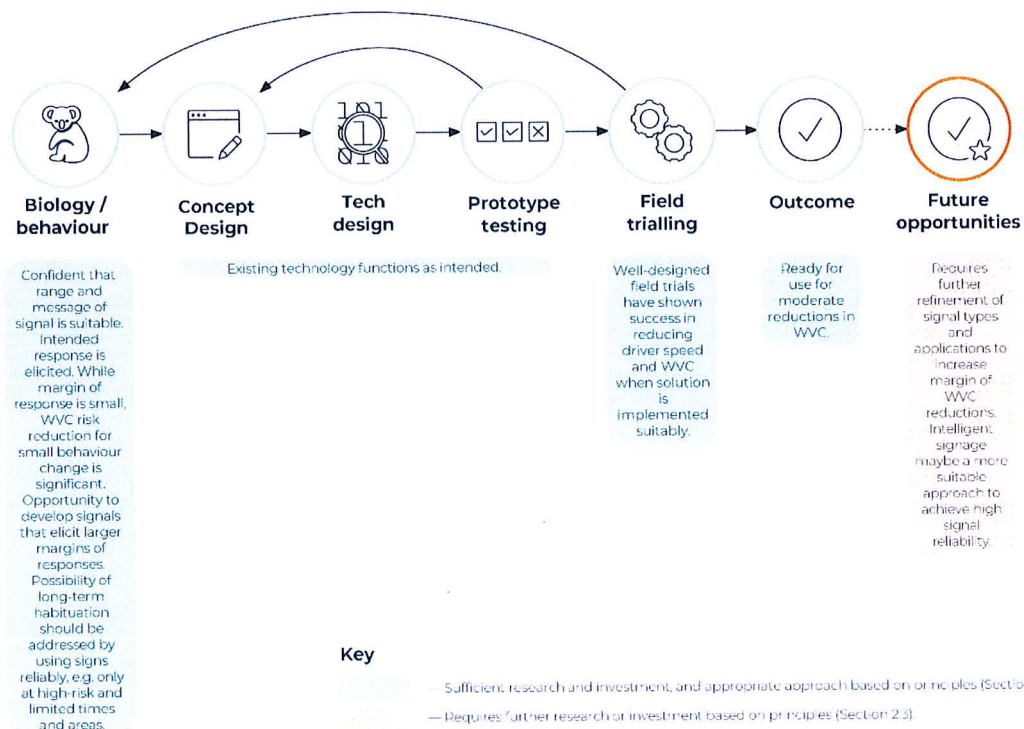 101
1
010
Biology /
behaviour
Concept
Design
Tech
design
Prototype
testing
Field
trialling
Outcome
Future
opportunities
Confident that
range and
message of
signal is suitable.
Intended
response is
elicited. While
margin of
response is small,
WVC risk
reduction for
small behaviour
change is
significant.
Opportunity to
develop signals
that elicit larger
margins of
responses.
Possibility of
long-term
habituation
should be
addressed by
using signs
reliably, e.g. only
at high-risk and
limited times
and areas.
Existing technology functions as intended.
Well-designed
field trials
have shown
success in
reducing
driver speed
and WVC
when solution
is
implemented
suitably.
Ready for
use for
moderate
reductions in
WVC.
Requires
further
refinement of
signal types
and
applications to
increase
margin of
WVC
reductions.
Intelligent
signage
maybe a more
suitable
approach to
achieve high
signal
reliability.
Key
— Sufficient research and investment, and appropriate approach based on principles (Sectio
— Requires further research or investment based on principles (Section 2.3).